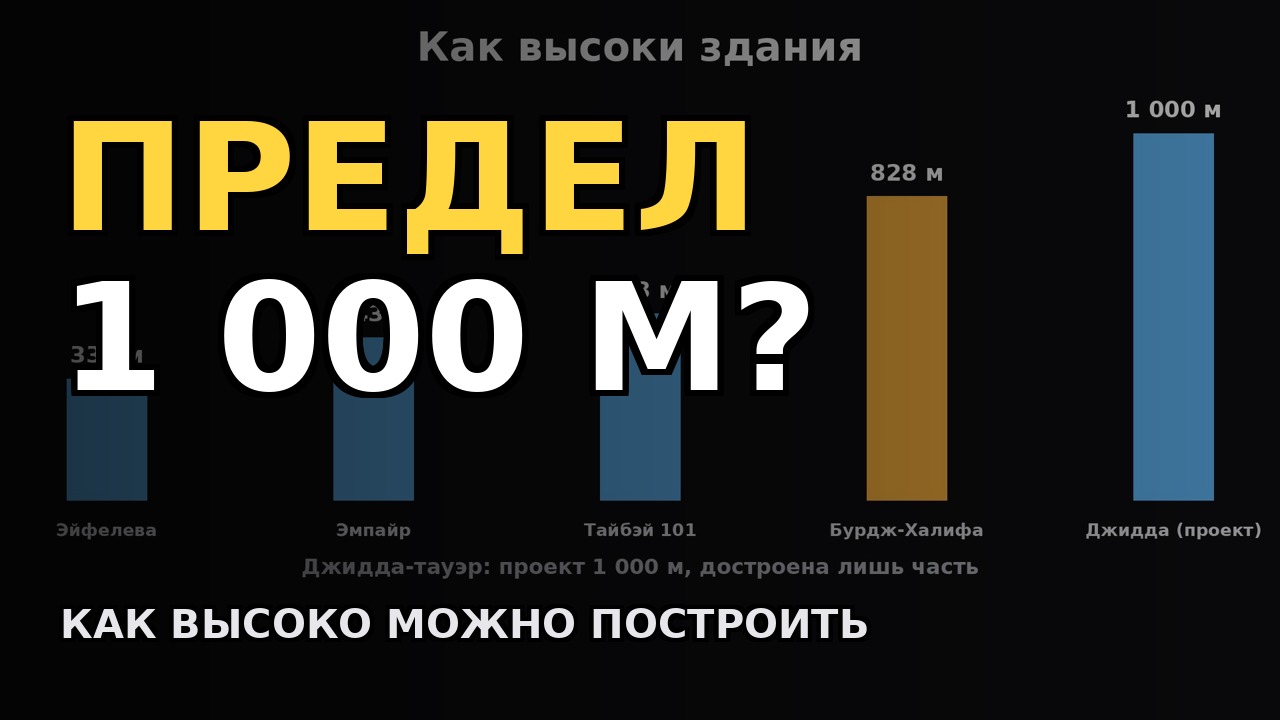 Как высоки здания
1 000 м
ПРЕДЕЛ
828 м
1 000 М?
Эйфелева
Эмпайр
Тайбэй 101
Бурдж-Халифа
Джидда (проект)
Джидда-тауэр: проект 1 000 м, достроена лишь часть
КАК ВЫСОКО МОЖНО ПОСТРОИТЬ